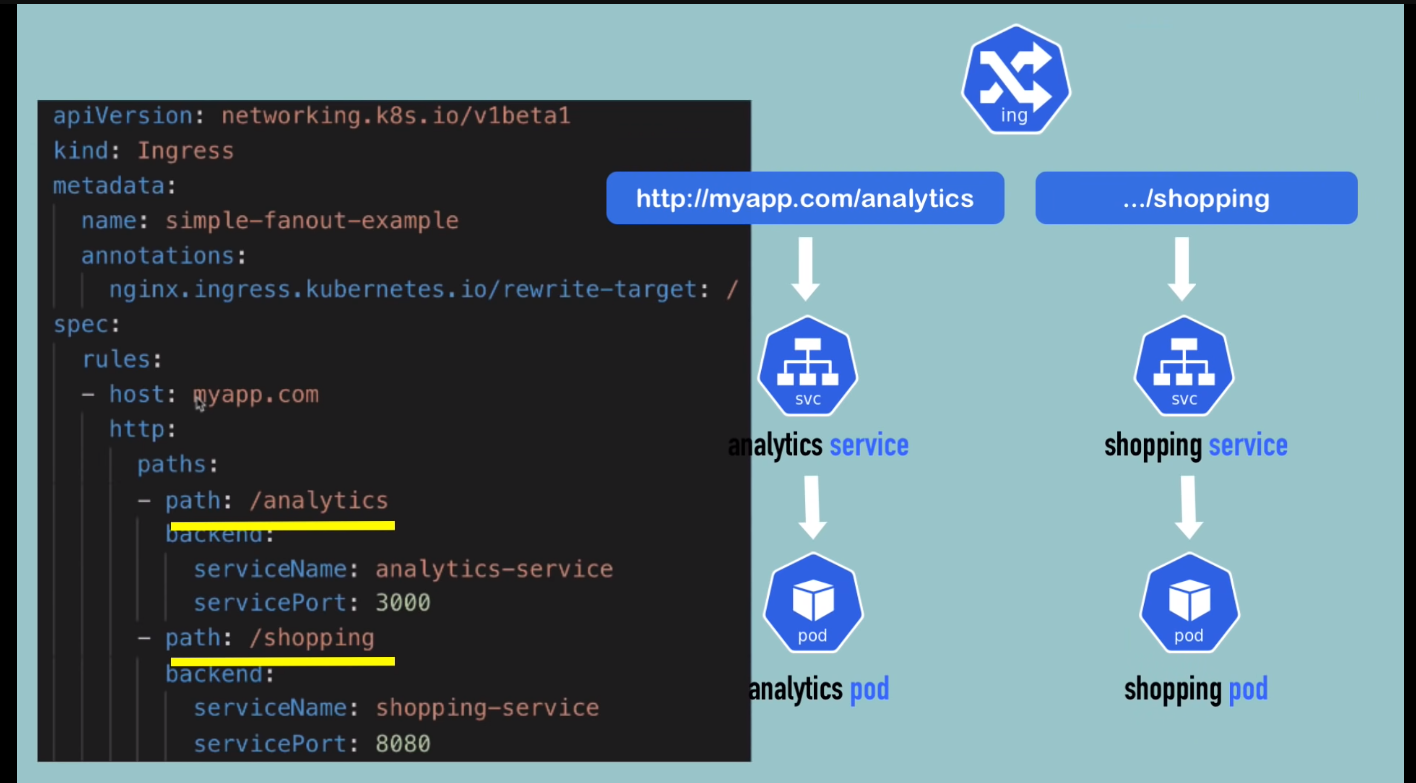 apiVersion: networking.k8s.io/v1beta1
kind: Ingress
metadata:
  name: simple-fanout-example
  annotations:
    nginx.ingress.kubernetes.io/rewrite-target: /
spec:
  rules:
  - host: myapp.com
    http:
      paths:
      - path: /analytics
        backend:
          serviceName: analytics-service
          servicePort: 3000
      - path: /shopping
        backend:
          serviceName: shopping-service
          servicePort: 8080
ing
http://myapp.com/analytics
.../shopping
svc
analytics service
pod
analytics pod
svc
shopping service
pod
shopping pod